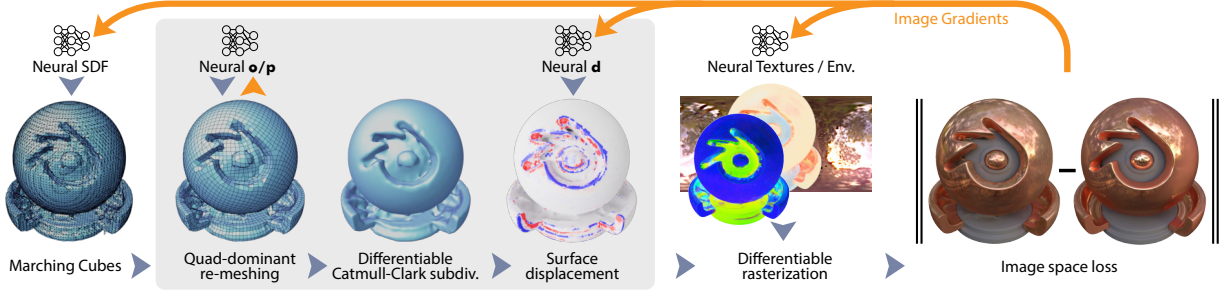 Image Gradients
Neural SDF
Neural o/p
Neural d
Neural Textures / Env.
Marching Cubes
Quad-dominant
re-meshing
Differentiable
Catmull-Clark subdiv.
Surface
displacement
Differentiable
rasterization
Image space loss